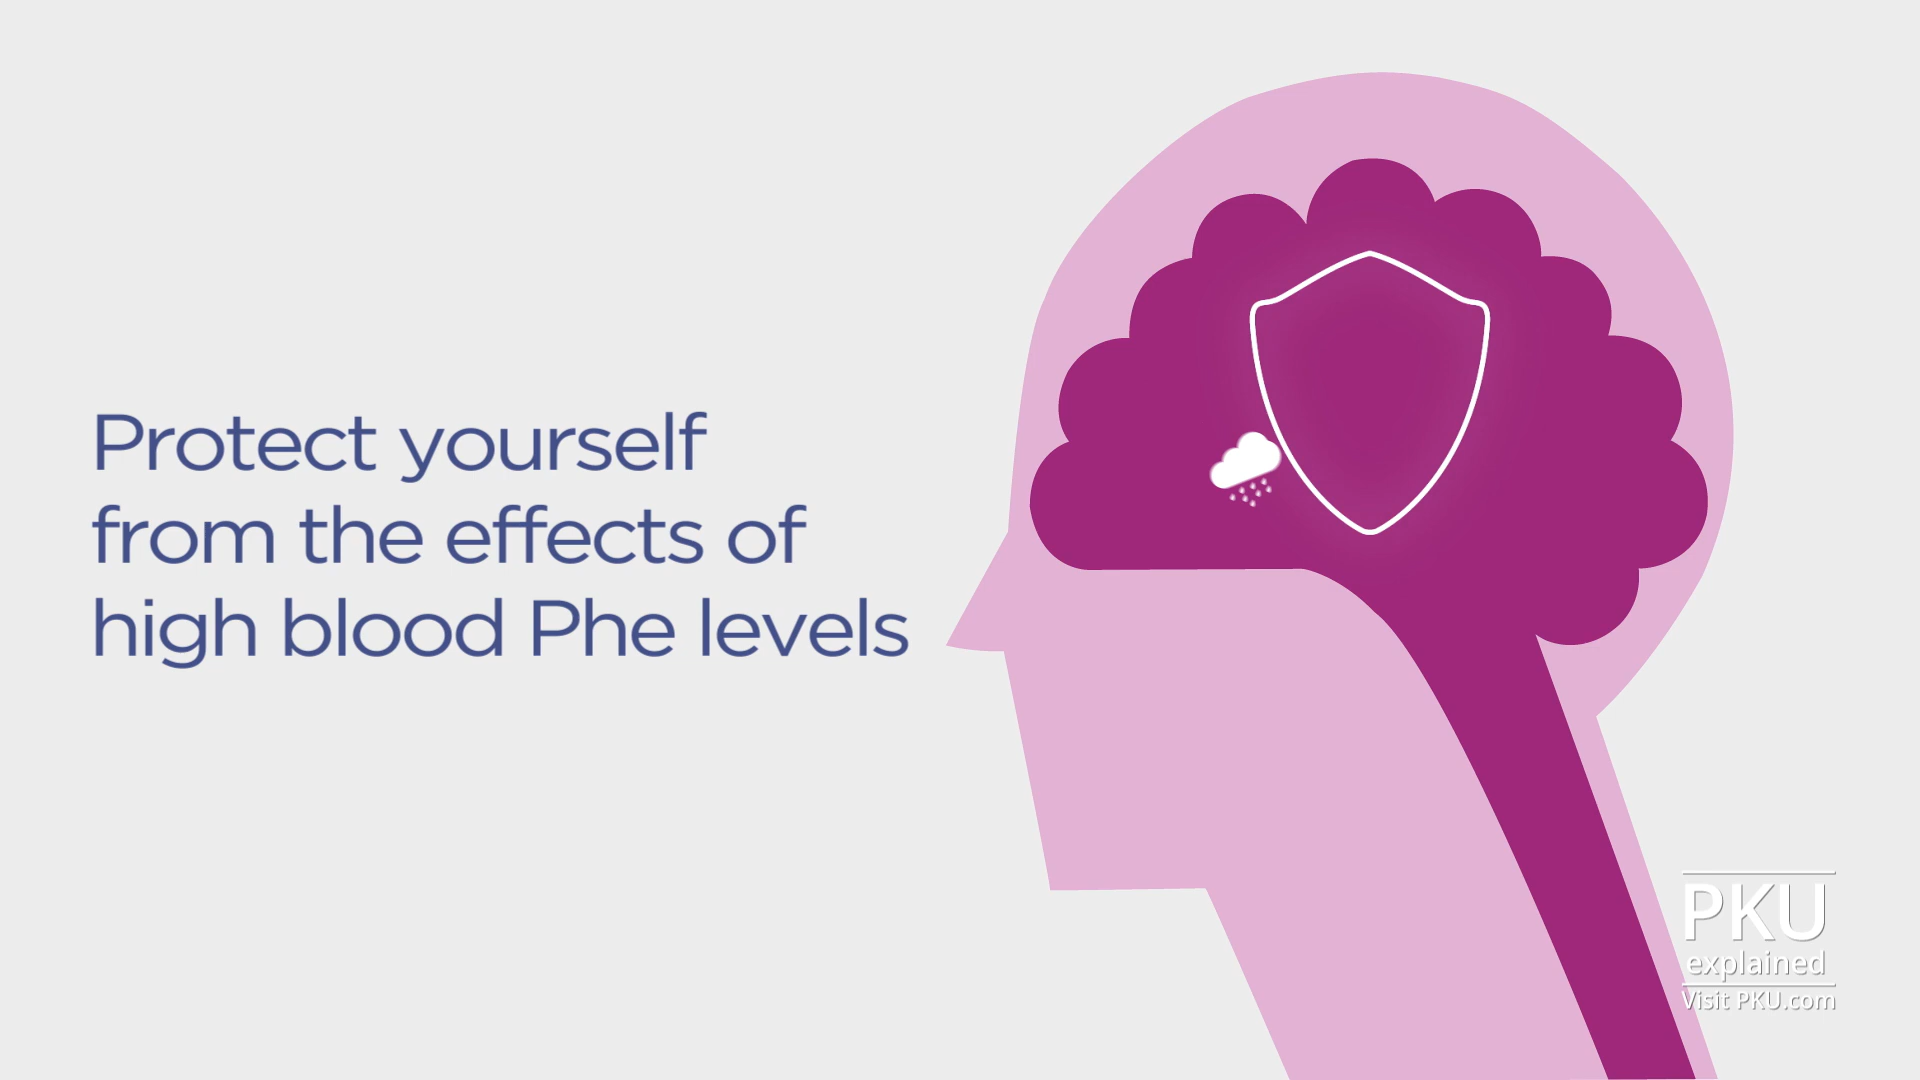 Protect yourself
from the effects of
high blood Phe levels
PKU
explained
Visit PKU.com